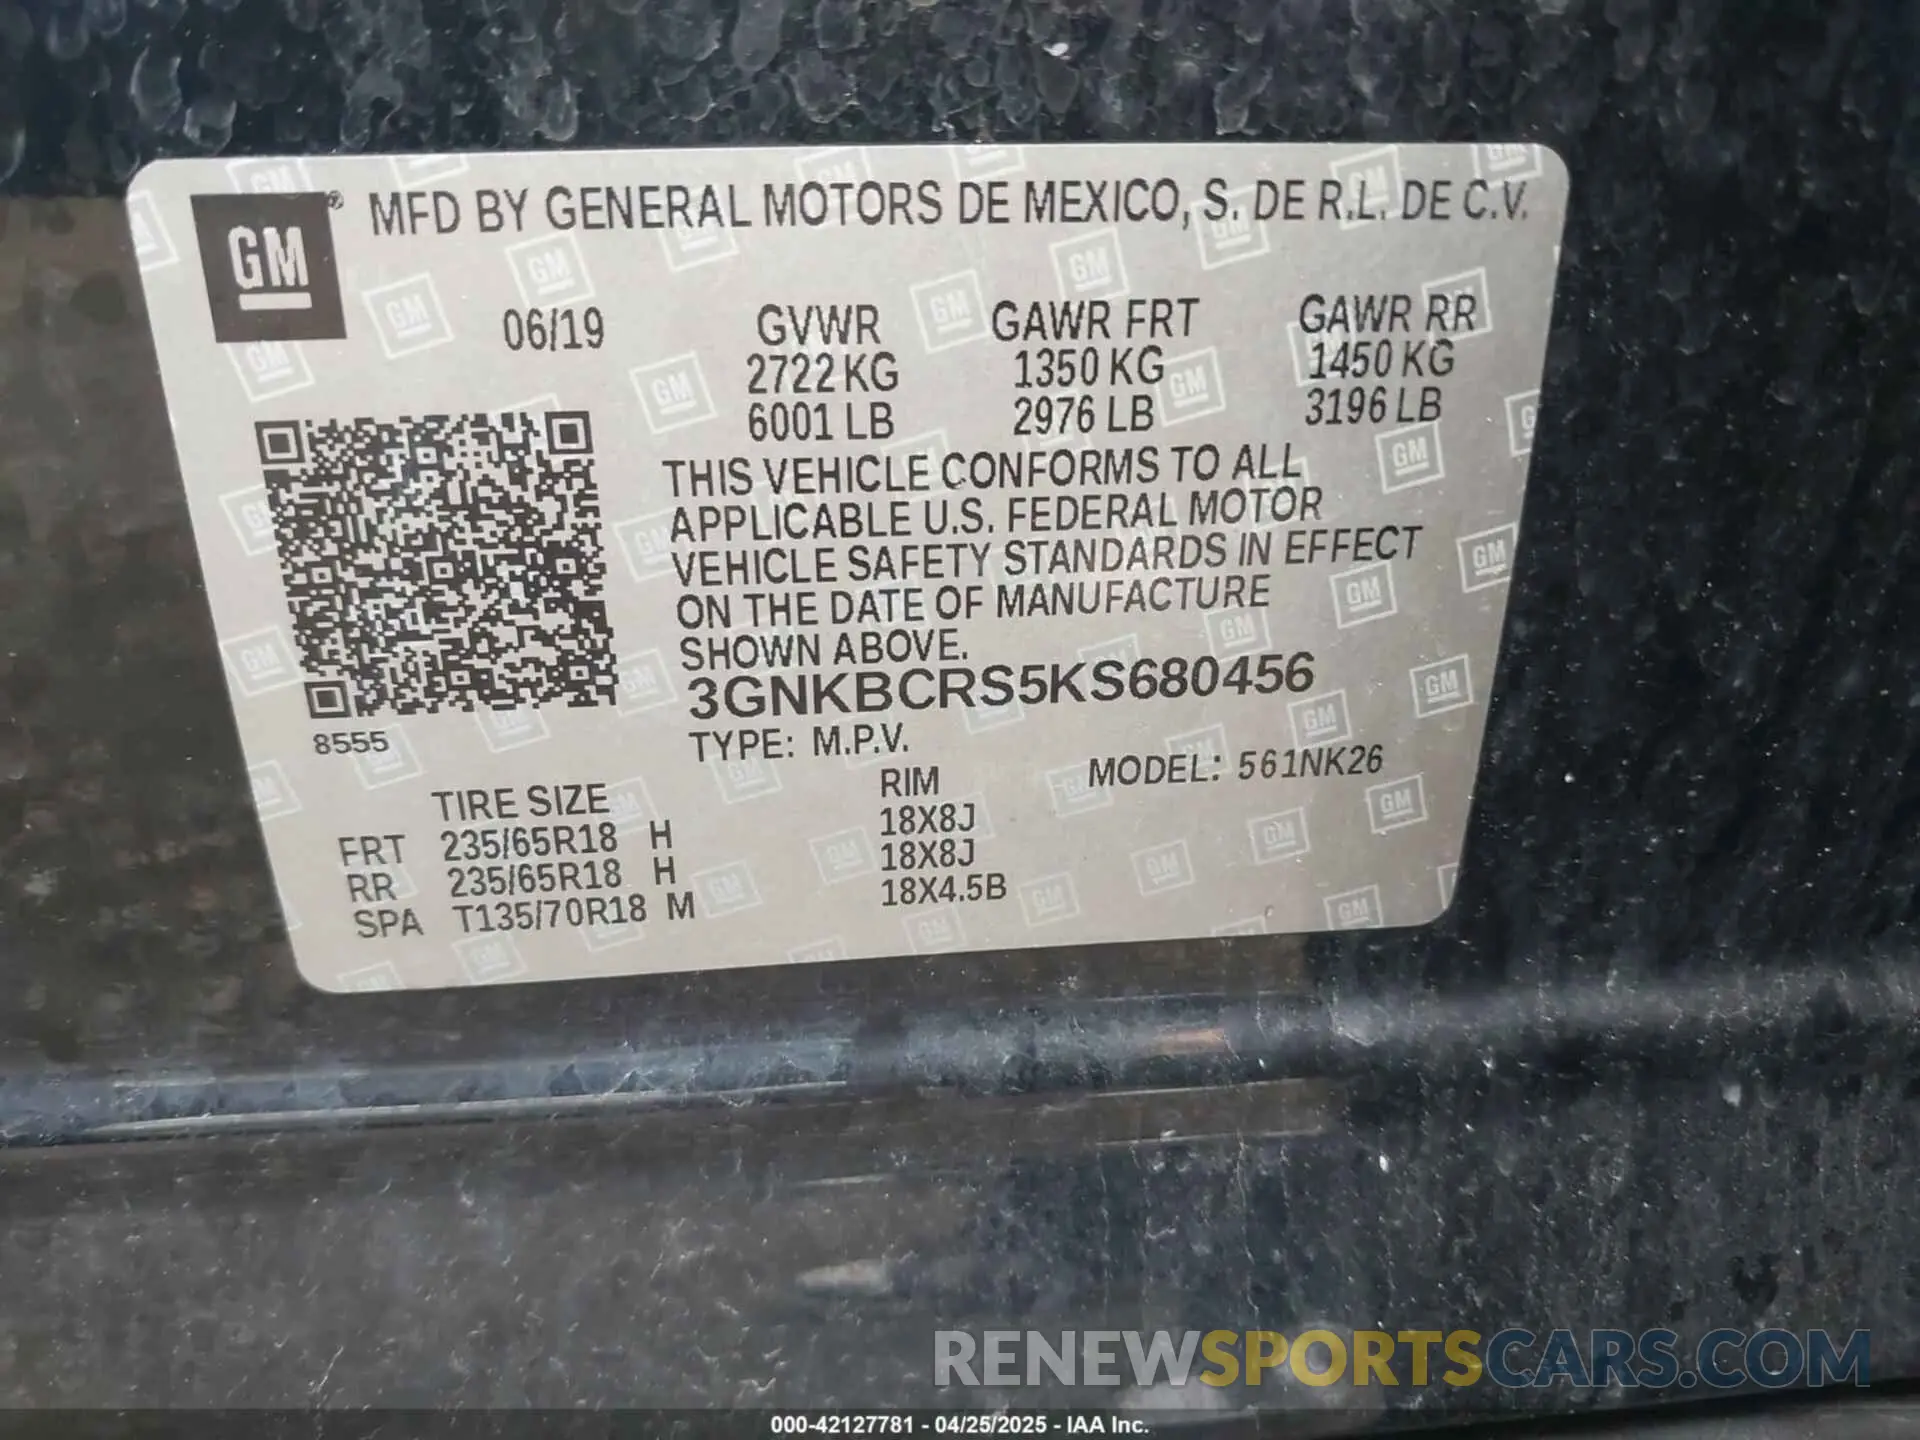 GM® MFD BY GENERAL MOTORS DE MEXICO, S. DE R.L. DE C.V.
06/19 GVWR GAWR FRT GAWR RR
2722 KG 1350 KG 1450 KG
6001 LB 2976 LB 3196 LB
THIS VEHICLE CONFORMS TO ALL
APPLICABLE U.S. FEDERAL MOTOR
VEHICLE SAFETY STANDARDS IN EFFECT
ON THE DATE OF MANUFACTURE
SHOWN ABOVE.
3GNKBCRS5KS680456
8555
TYPE: M.P.V.
MODEL: 561NK26
TIRE SIZE RIM
FRT 235/65R18 H 18X8J
RR 235/65R18 H 18X8J
SPA T135/70R18 M 18X4.5B
RENEWSPORTSCARS.COM
000-42127781 - 04/25/2025 - IAA Inc.